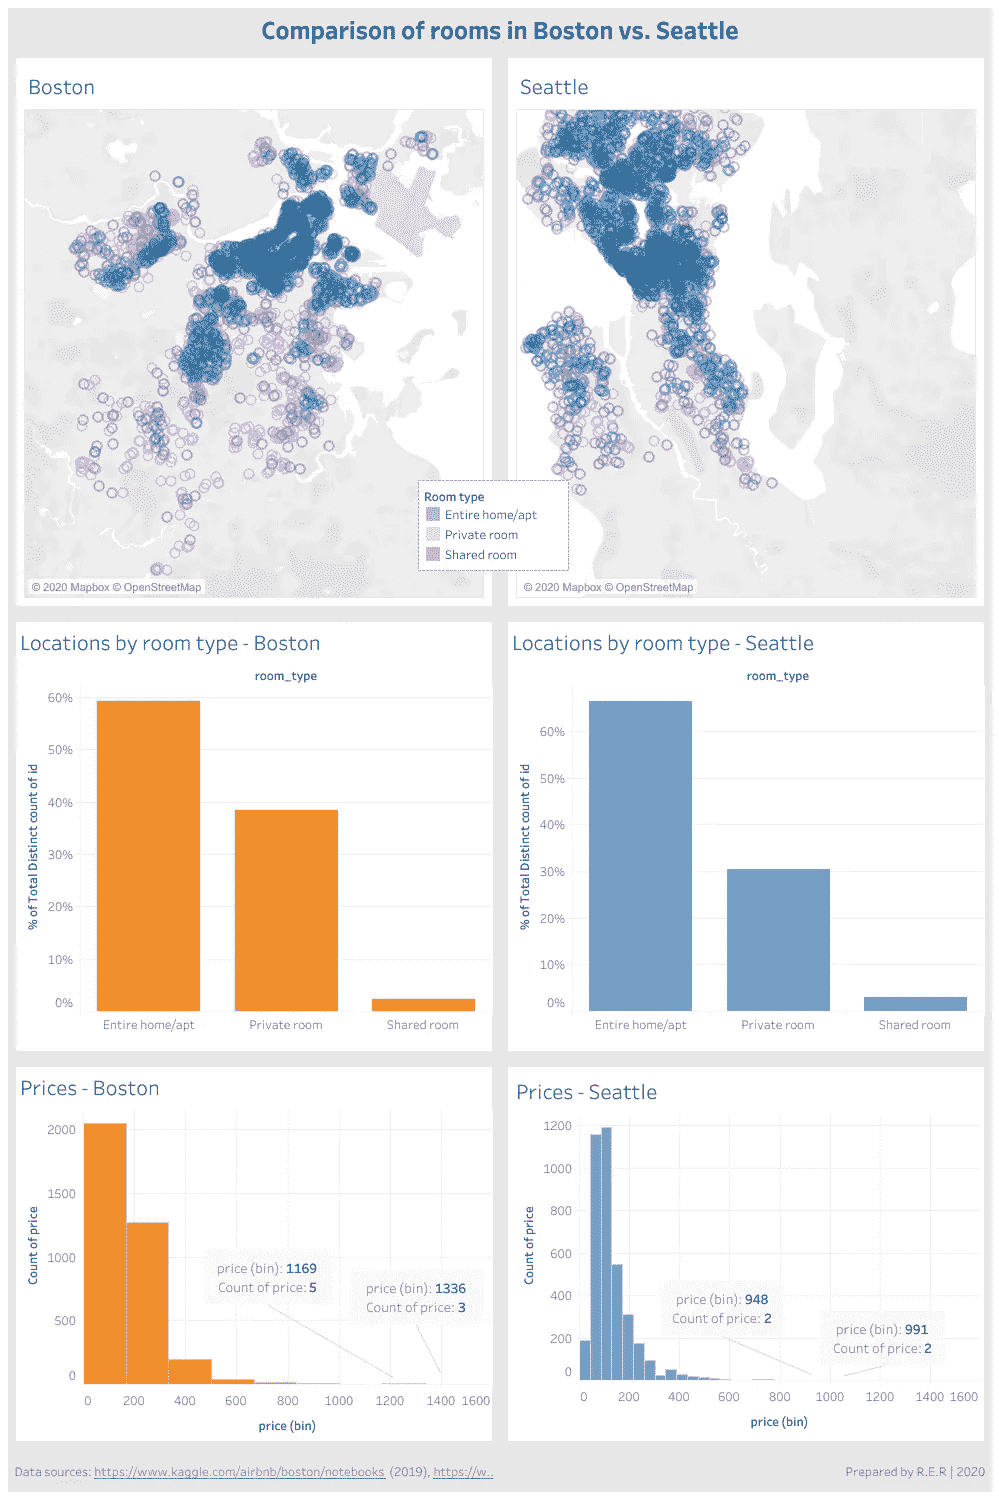 Comparison of rooms in Boston vs. Seattle
Boston
Seattle
Room type
Entire home/apt
Private room
Shared room
© 2020 Mapbox © OpenStreetMap
© 2020 Mapbox © OpenStreetMap
Locations by room type - Boston
room_type
60%
50%
40%
30%
20%
10%
0%
% of Total Distinct count of id
Entire home/apt
Private room
Shared room
Locations by room type - Seattle
room_type
60%
50%
40%
30%
20%
10%
0%
% of Total Distinct count of id
Entire home/apt
Private room
Shared room
Prices - Boston
2000
1500
1000
500
0
Count of price
price (bin): 1169
Count of price: 5
price (bin): 1336
Count of price: 3
0 200 400 600 800 1000 1200 1400 1600
price (bin)
Prices - Seattle
1200
1000
800
600
400
200
0
Count of price
price (bin): 948
Count of price: 2
price (bin): 991
Count of price: 2
0 200 400 600 800 1000 1200 1400 1600
price (bin)
Data sources: https://www.kaggle.com/airbnb/boston/notebooks (2019), https://w..
Prepared by R.E.R | 2020